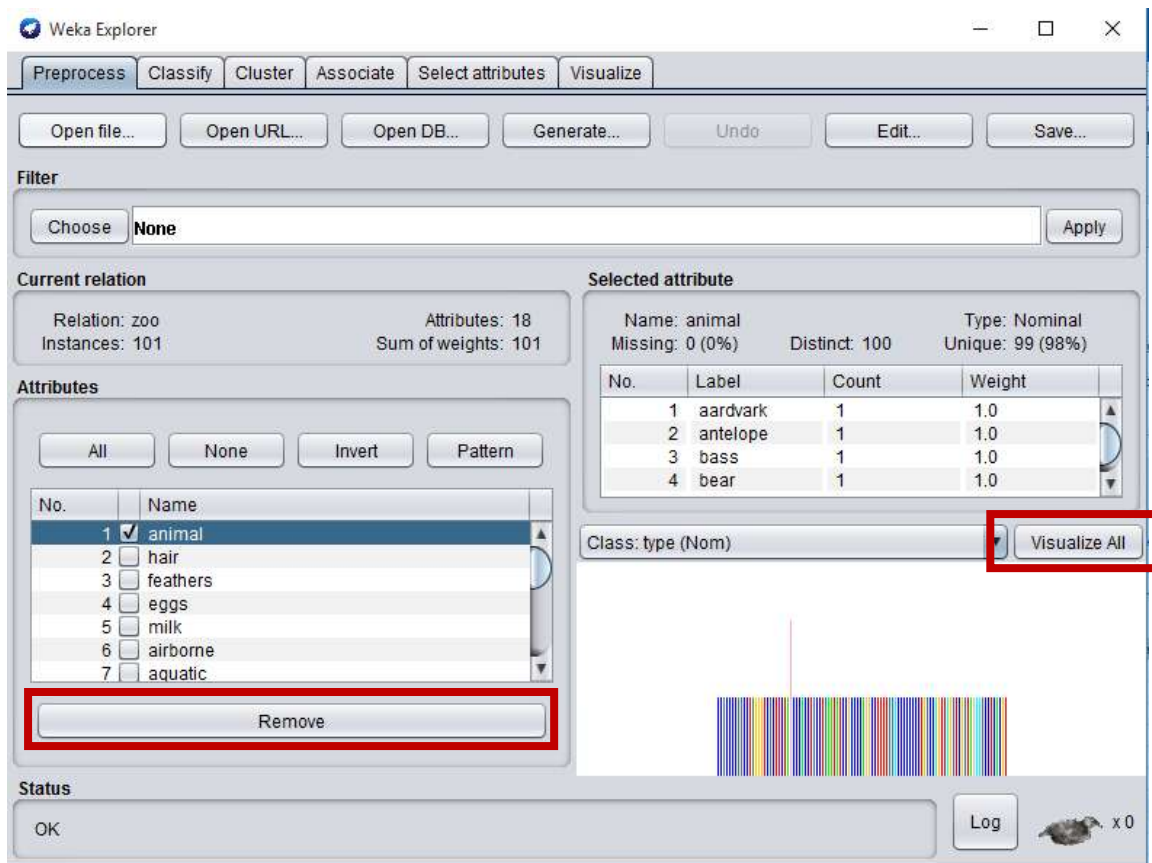 Weka Explorer
Preprocess Classify Cluster Associate Select attributes Visualize
Open file... Open URL... Open DB... Generate... Undo Edit... Save...
Filter
Choose None Apply
Current relation
Relation: zoo Attributes: 18
Instances: 101 Sum of weights: 101
Selected attribute
Name: animal Type: Nominal
Missing: 0 (0%) Distinct: 100 Unique: 99 (98%)
No. Label Count Weight
1 aardvark 1 1.0
2 antelope 1 1.0
3 bass 1 1.0
4 bear 1 1.0
Attributes
All None Invert Pattern
No. Name
1 animal
2 hair
3 feathers
4 eggs
5 milk
6 airborne
7 aquatic
Remove
Class: type (Nom) Visualize All
Status
OK Log x 0